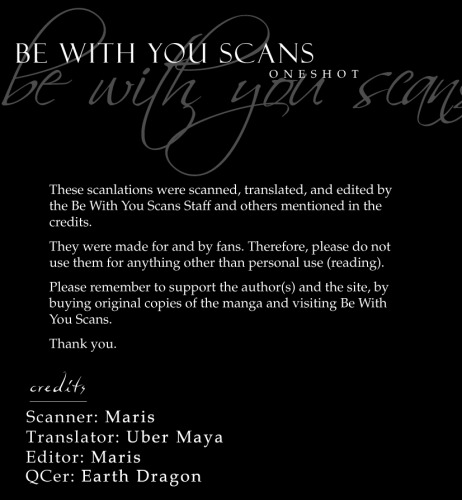 BE WITH YOU SCANS
ONESHOT
be with you scans
These scanlations were scanned, translated, and edited by
the Be With You Scans Staff and others mentioned in the
credits.
They were made for and by fans. Therefore, please do not
use them for anything other than personal use (reading).
Please remember to support the author(s) and the site, by
buying original copies of the manga and visiting Be With
You Scans.
Thank you.
credits
Scanner: Maris
Translator: Uber Maya
Editor: Maris
QCer: Earth Dragon